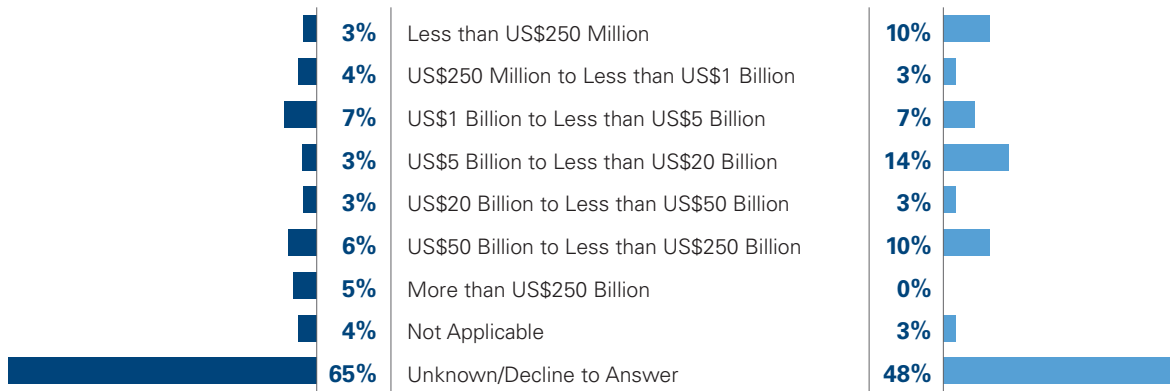 3% Less than US$250 Million 10%
4% US$250 Million to Less than US$1 Billion 3%
7% US$1 Billion to Less than US$5 Billion 7%
3% US$5 Billion to Less than US$20 Billion 14%
3% US$20 Billion to Less than US$50 Billion 3%
6% US$50 Billion to Less than US$250 Billion 10%
5% More than US$250 Billion 0%
4% Not Applicable 3%
65% Unknown/Decline to Answer 48%